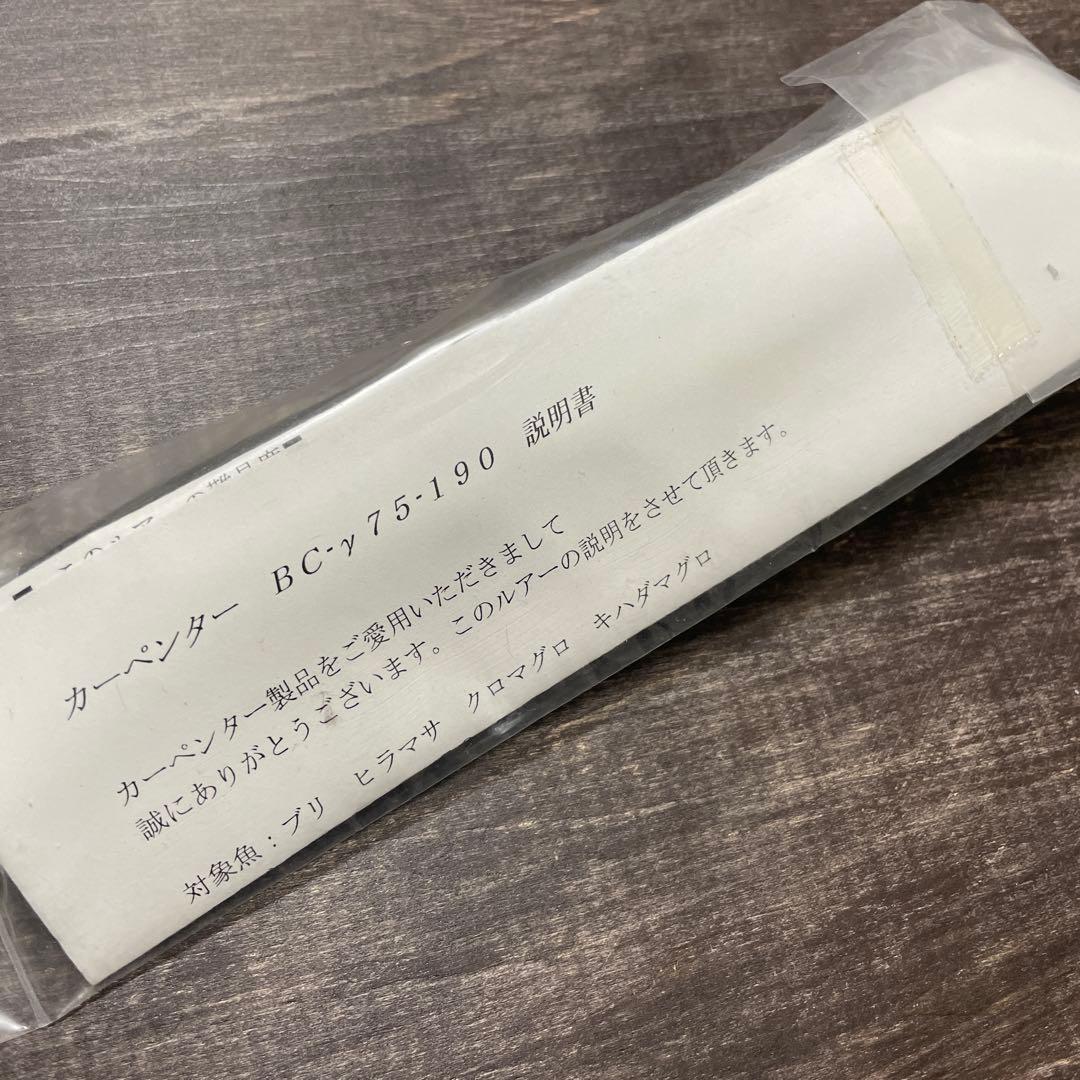 カーペンター　BC-γ75-190　説明書
カーペンター製品をご愛用いただきまして
誠にありがとうございます。このルアーの説明をさせて頂きます。
対象魚：ブリ　ヒラマサ　クロマグロ　キハダマグロ